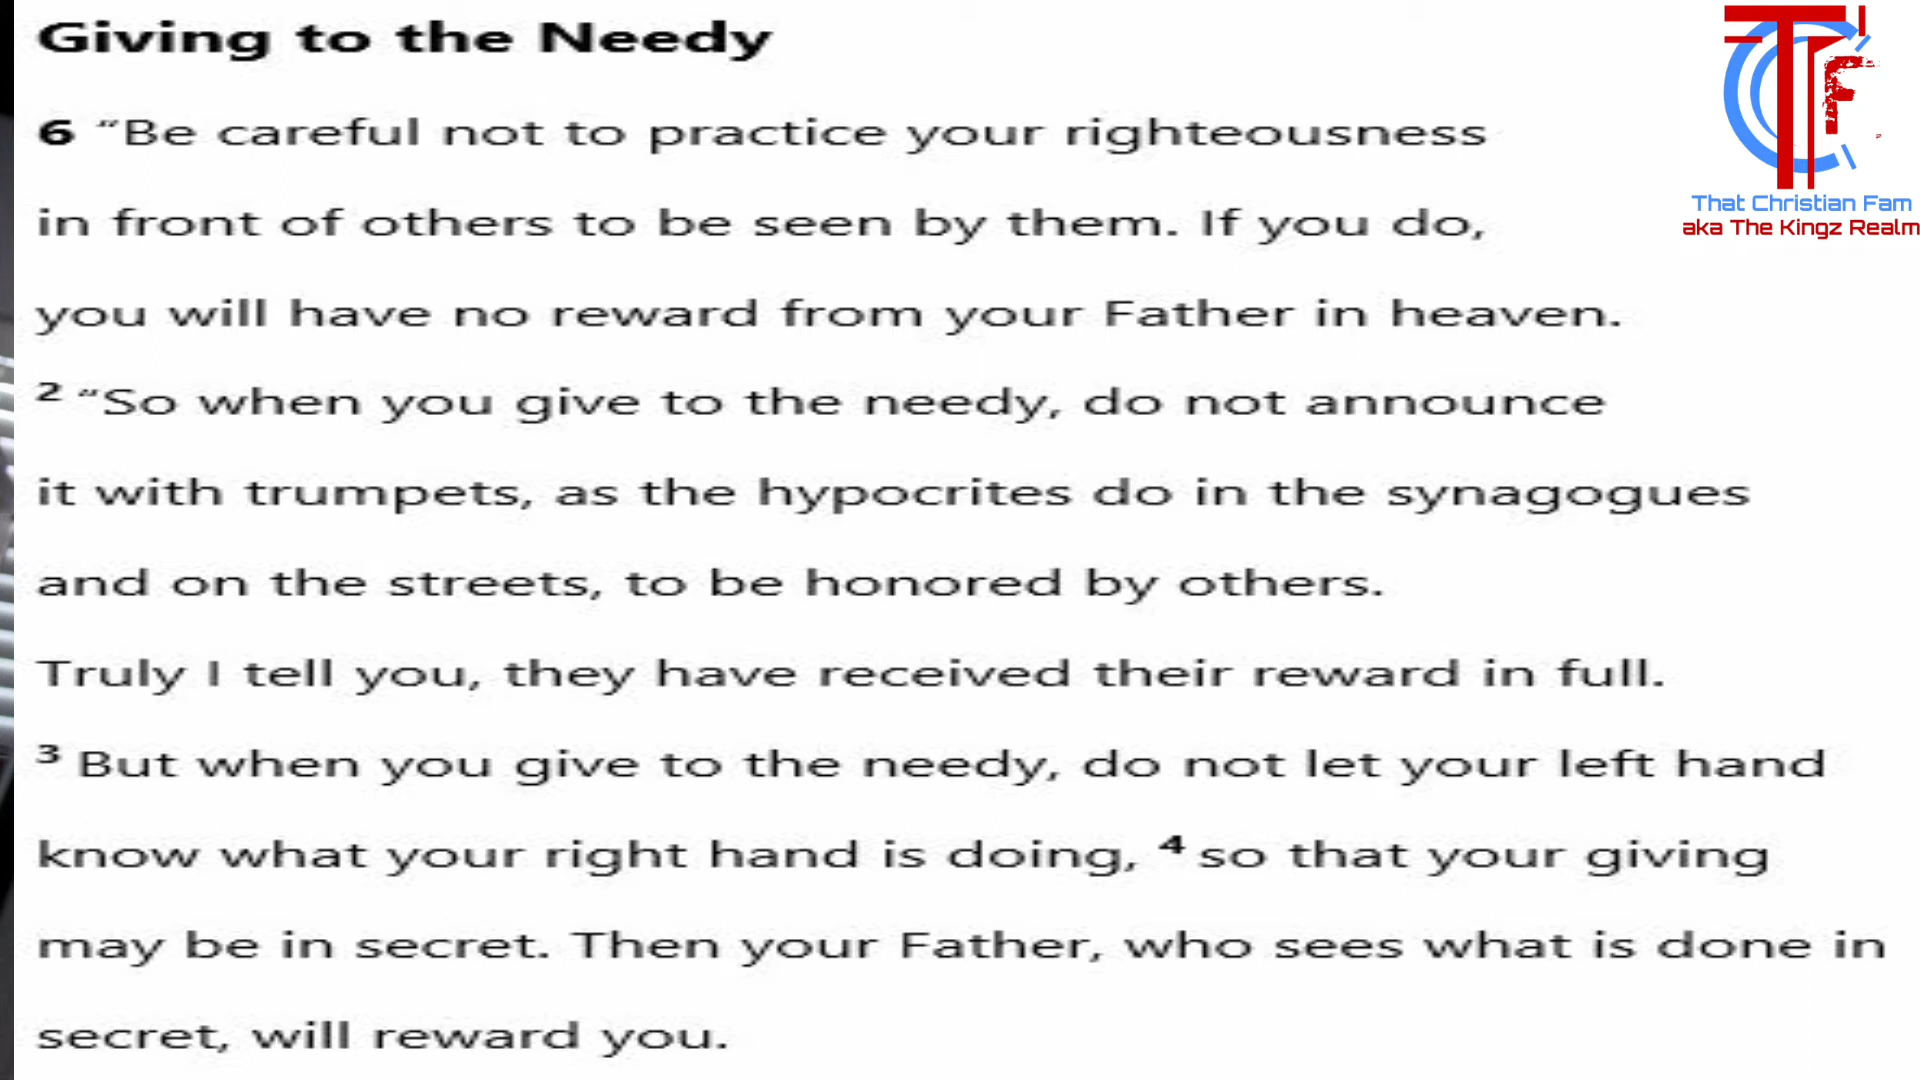 Giving to the Needy
6 “Be careful not to practice your righteousness
in front of others to be seen by them. If you do,
you will have no reward from your Father in heaven.
2 “So when you give to the needy, do not announce
it with trumpets, as the hypocrites do in the synagogues
and on the streets, to be honored by others.
Truly I tell you, they have received their reward in full.
3 But when you give to the needy, do not let your left hand
know what your right hand is doing, 4 so that your giving
may be in secret. Then your Father, who sees what is done in
secret, will reward you.
TCF
That Christian Fam
aka The Kingz Realm